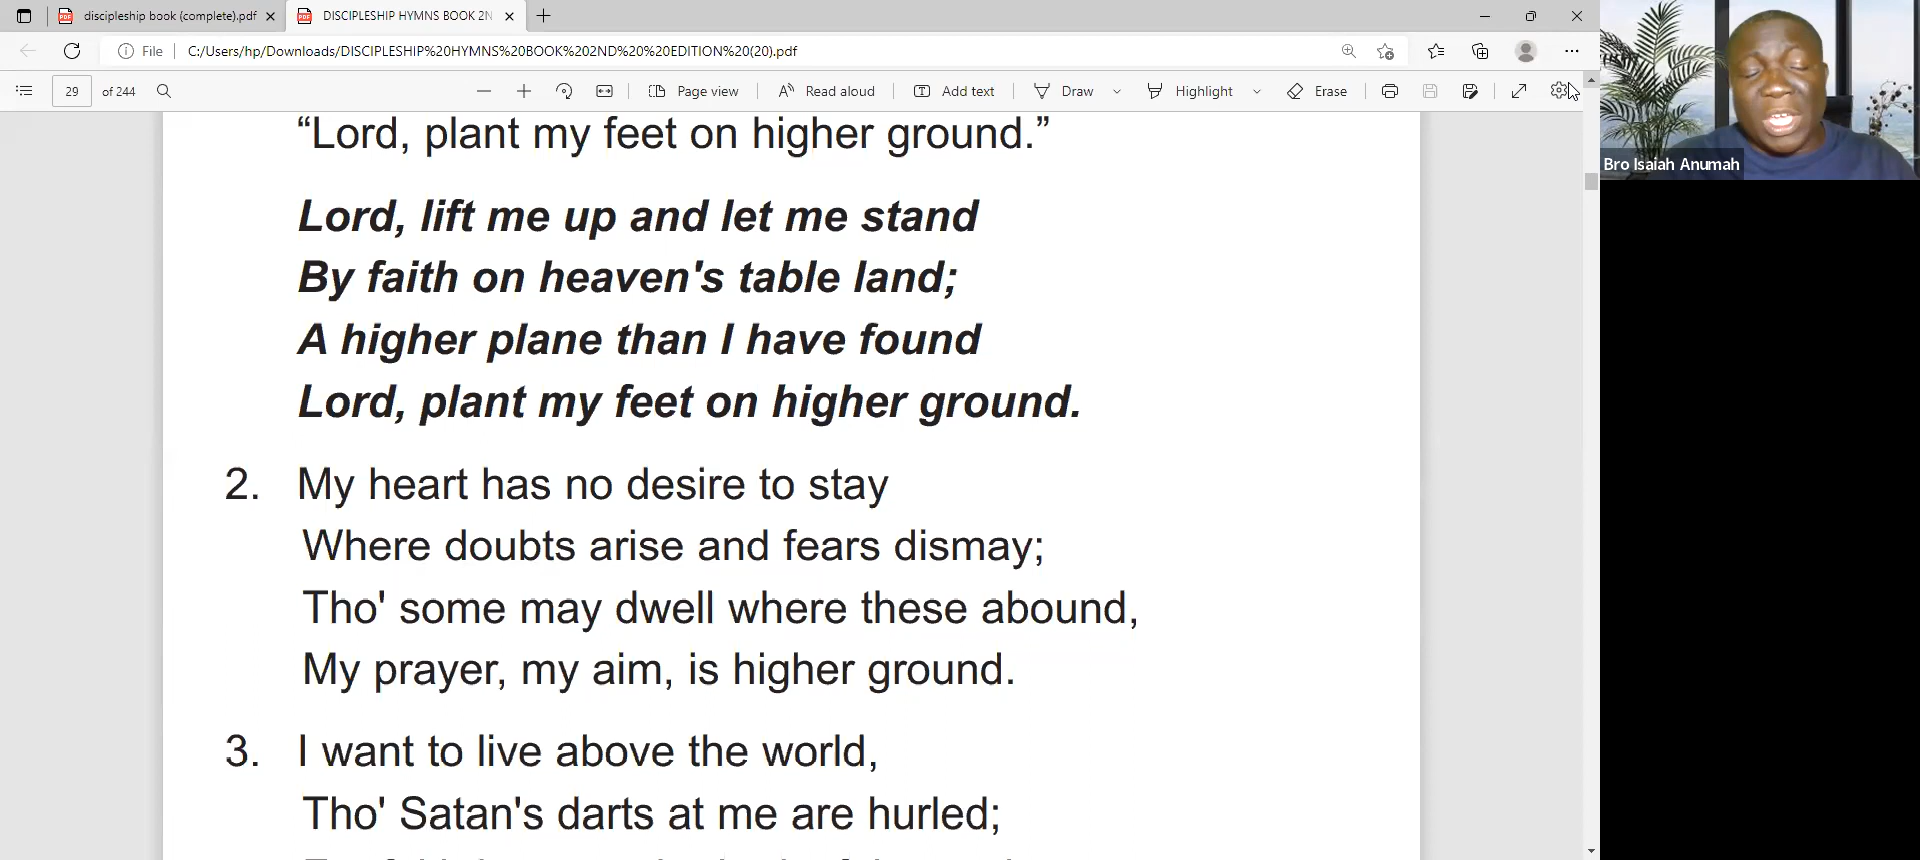 discipleship book (complete).pdf
DISCIPLESHIP HYMNS BOOK 2N
File
C:/Users/hp/Downloads/DISCIPLESHIP%20HYMNS%20BOOK%202ND%20%20EDITION%20(20).pdf
29 of 244
Page view
Read aloud
Add text
Draw
Highlight
Erase
Bro Isaiah Anumah
“Lord, plant my feet on higher ground.”
Lord, lift me up and let me stand
By faith on heaven's table land;
A higher plane than I have found
Lord, plant my feet on higher ground.
2. My heart has no desire to stay
Where doubts arise and fears dismay;
Tho' some may dwell where these abound,
My prayer, my aim, is higher ground.
3. I want to live above the world,
Tho' Satan's darts at me are hurled;